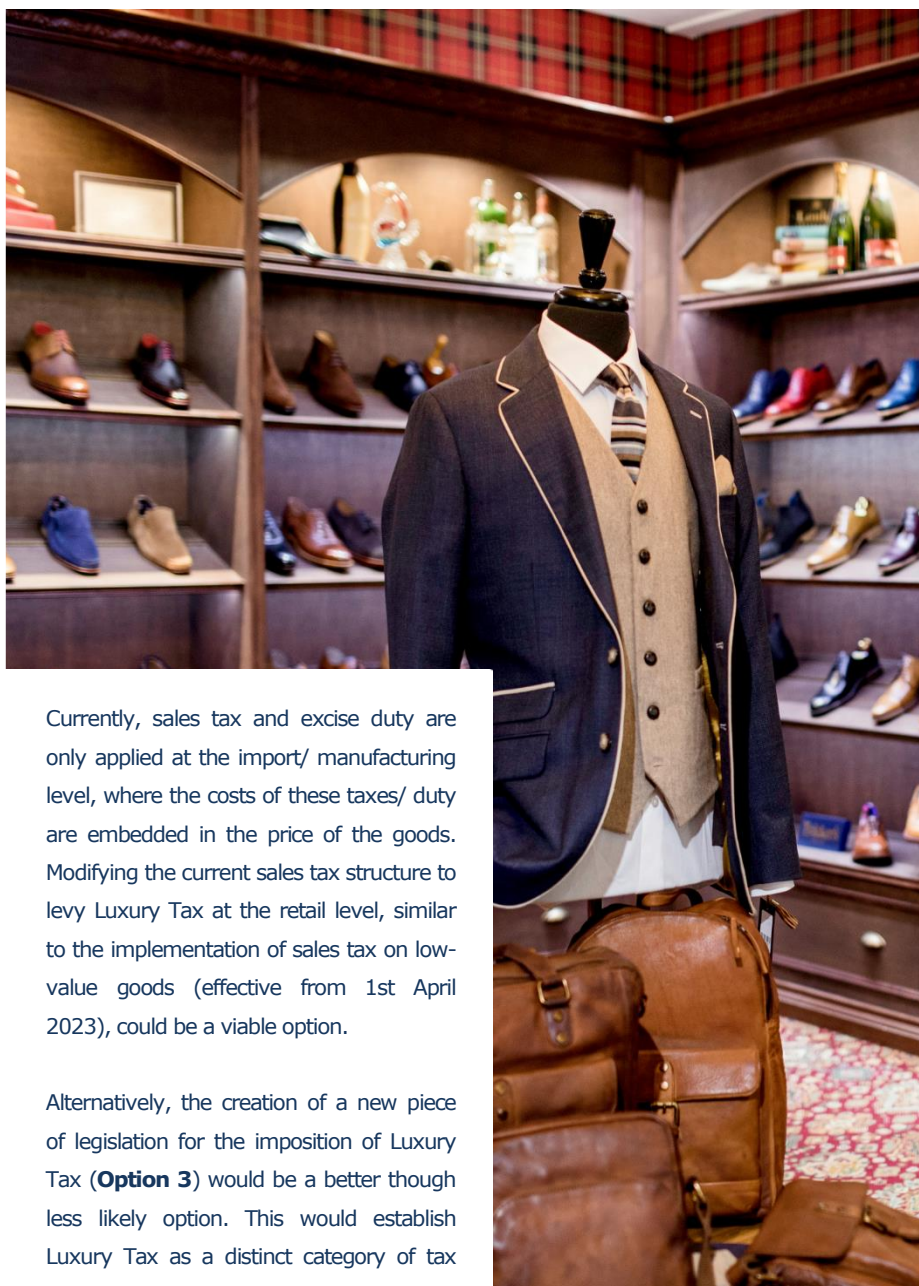 Currently, sales tax and excise duty are
only applied at the import/ manufacturing
level, where the costs of these taxes/ duty
are embedded in the price of the goods.
Modifying the current sales tax structure to
levy Luxury Tax at the retail level, similar
to the implementation of sales tax on low-
value goods (effective from 1st April
2023), could be a viable option.
Alternatively, the creation of a new piece
of legislation for the imposition of Luxury
Tax (Option 3) would be a better though
less likely option. This would establish
Luxury Tax as a distinct category of tax